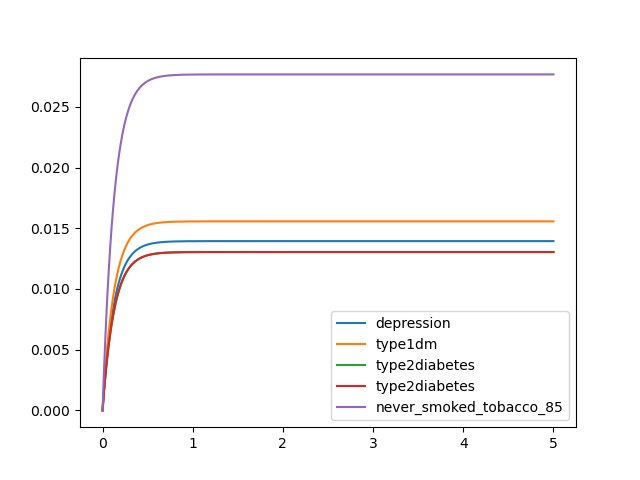 0.025
0.020
0.015
0.010
0.005
0.000
depression
type1dm
type2diabetes
type2diabetes
never_smoked_tobacco_85
0 1 2 3 4 5